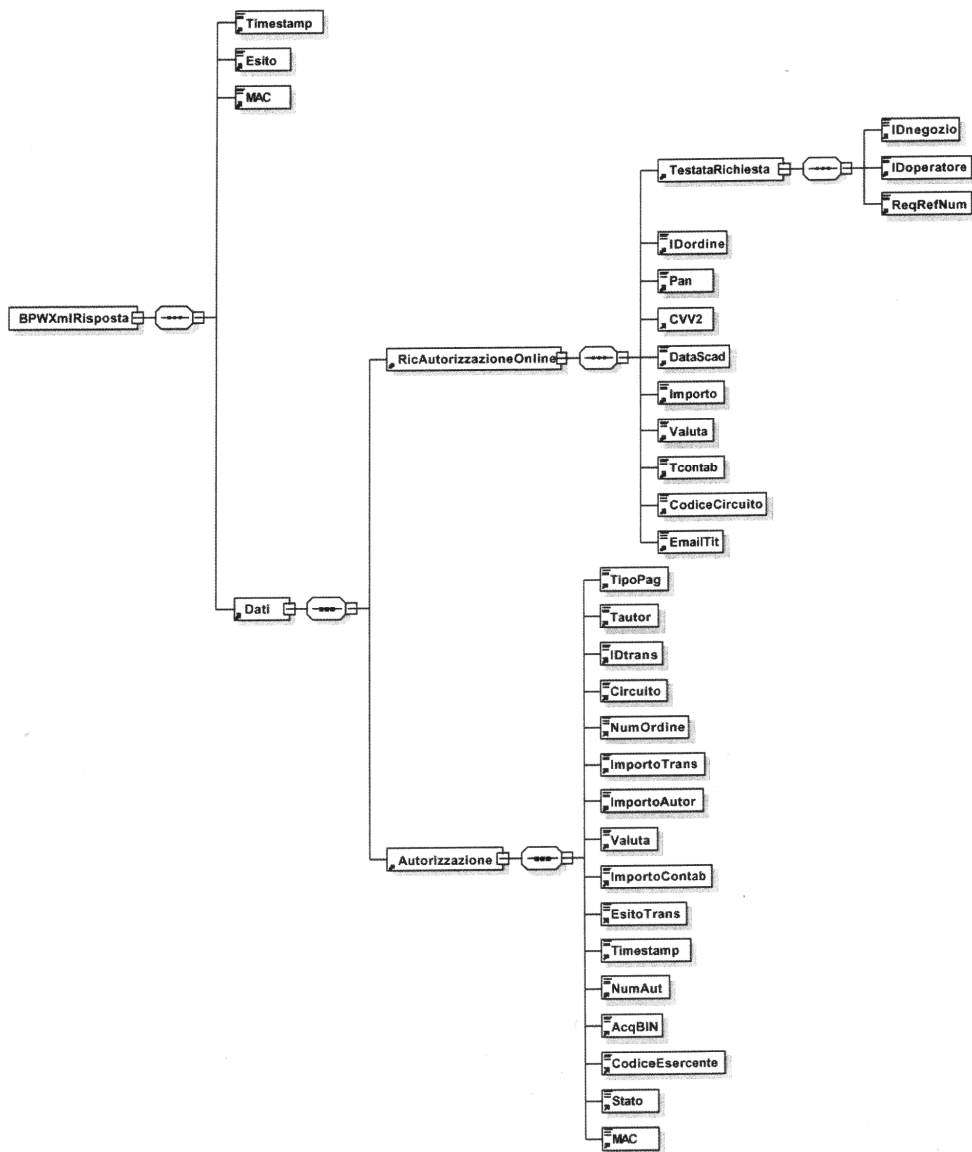 Timestamp
Esito
MAC
IDnegozio
TestataRichiesta
IDoperatore
ReqRefNum
IDordine
Pan
BPWXmlRisposta
CVV2
RicAutorizzazioneOnline
DataScad
Importo
Valuta
Tcontab
CodiceCircuito
EmailTit
TipoPag
Dati
Tautor
IDtrans
Circuito
NumOrdine
ImportoTrans
ImportoAutor
Valuta
Autorizzazione
ImportoContab
EsitoTrans
Timestamp
NumAut
AcqBIN
CodiceEsercente
Stato
MAC